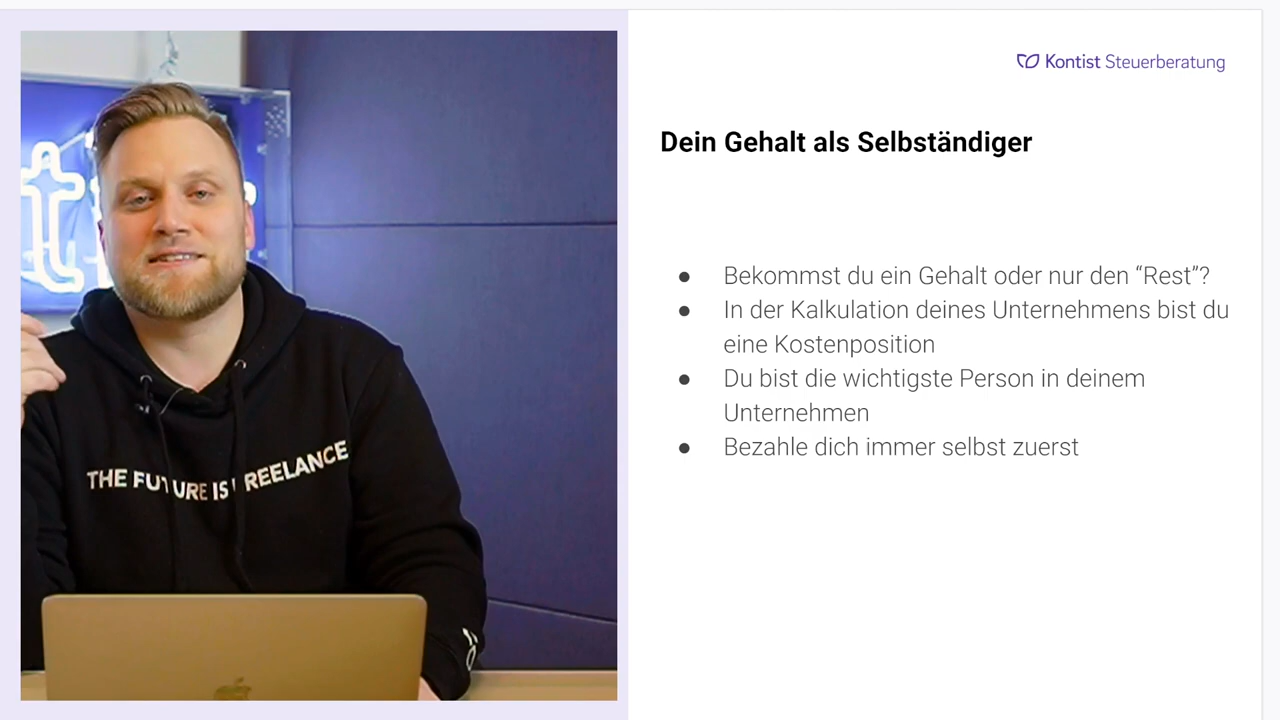 Kontist Steuerberatung
Dein Gehalt als Selbständiger
● Bekommst du ein Gehalt oder nur den “Rest”?
● In der Kalkulation deines Unternehmens bist du
eine Kostenposition
● Du bist die wichtigste Person in deinem
Unternehmen
● Bezahle dich immer selbst zuerst
THE FUTURE IS FREELANCE